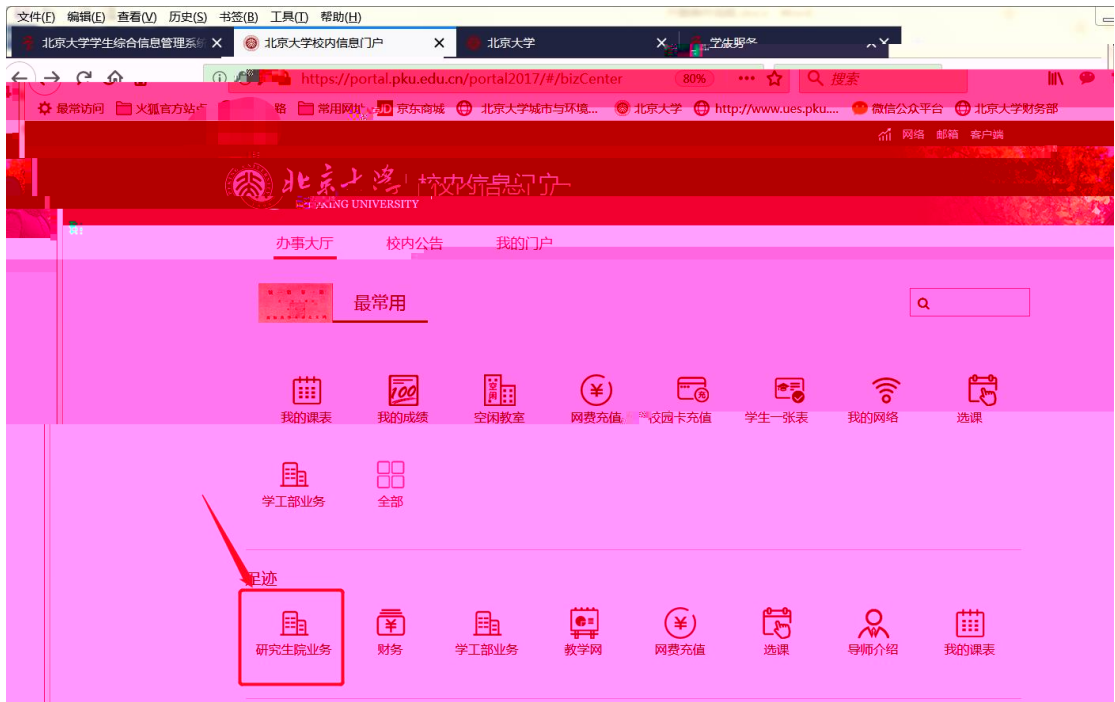 文件(F) 编辑(E) 查看(V) 历史(S) 书签(B) 工具(T) 帮助(H)
北京大学学生综合信息管理系统 北京大学校内信息门户 北京大学
https://portal.pku.edu.cn/portal2017/#/bizCenter 80% 搜索
最常访问 火狐官方站点 常用网址 JD 京东商城 北京大学城市与环境... 北京大学 http://www.ues.pku.... 微信公众平台 北京大学财务部
网络 邮箱 客户端
北京大学 校内信息门户
PEKING UNIVERSITY
办事大厅 校内公告 我的门户
最常用
我的课表 我的成绩 空闲教室 网费充值 校园卡充值 学生一张表 我的网络 选课
学工部业务 全部
足迹
研究生院业务 财务 学工部业务 教学网 网费充值 选课 导师介绍 我的课表